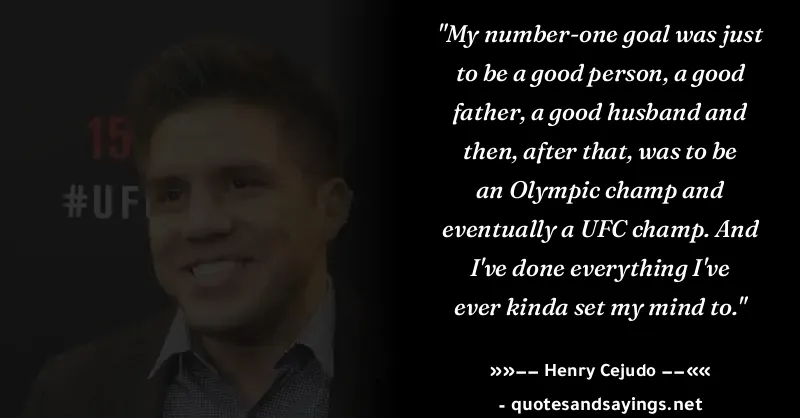 "My number-one goal was just
to be a good person, a good
father, a good husband and
then, after that, was to be
an Olympic champ and
eventually a UFC champ. And
I've done everything I've
ever kinda set my mind to."
»»–– Henry Cejudo ––««
- quotesandsayings.net
15
#UF